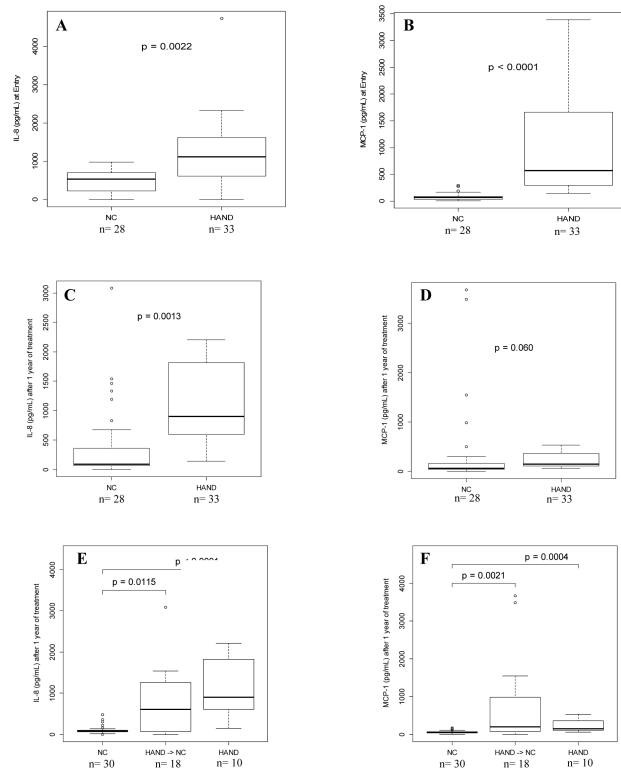 A
p = 0.0022
IL-8 (pg/mL) at Entry
4000
3000
2000
1000
0
NC
HAND
n= 28
n= 33
B
p < 0.0001
MCP-1 (pg/mL) at Entry
3500
3000
2500
2000
1500
1000
500
0
NC
HAND
n= 28
n= 33
C
p = 0.0013
IL-8 (pg/mL) after 1 year of treatment
3000
2500
2000
1500
1000
500
0
NC
HAND
n= 28
n= 33
D
p = 0.060
MCP-1 (pg/mL) after 1 year of treatment
3000
2000
1000
0
NC
HAND
n= 28
n= 33
E
p = 0.0115
IL-8 (pg/mL) after 1 year of treatment
4000
3000
2000
1000
0
NC
HAND -> NC
HAND
n= 30
n= 18
n= 10
F
p = 0.0004
p = 0.0021
MCP-1 (pg/mL) after 1 year of treatment
4000
3000
2000
1000
0
NC
HAND -> NC
HAND
n= 30
n= 18
n= 10